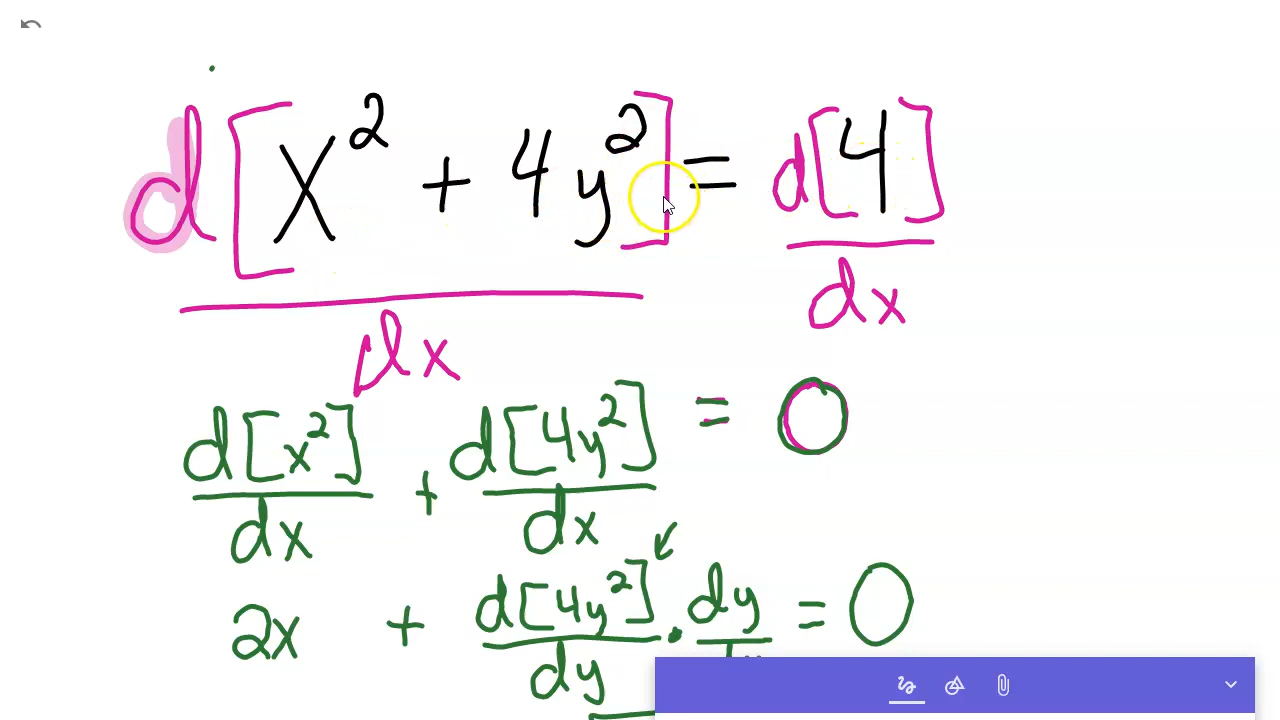 d[x² + 4y²] = d[4]
dx dx
d[x²] + d[4y²] = 0
dx dx
2x + d[4y²] · dy = 0
dy